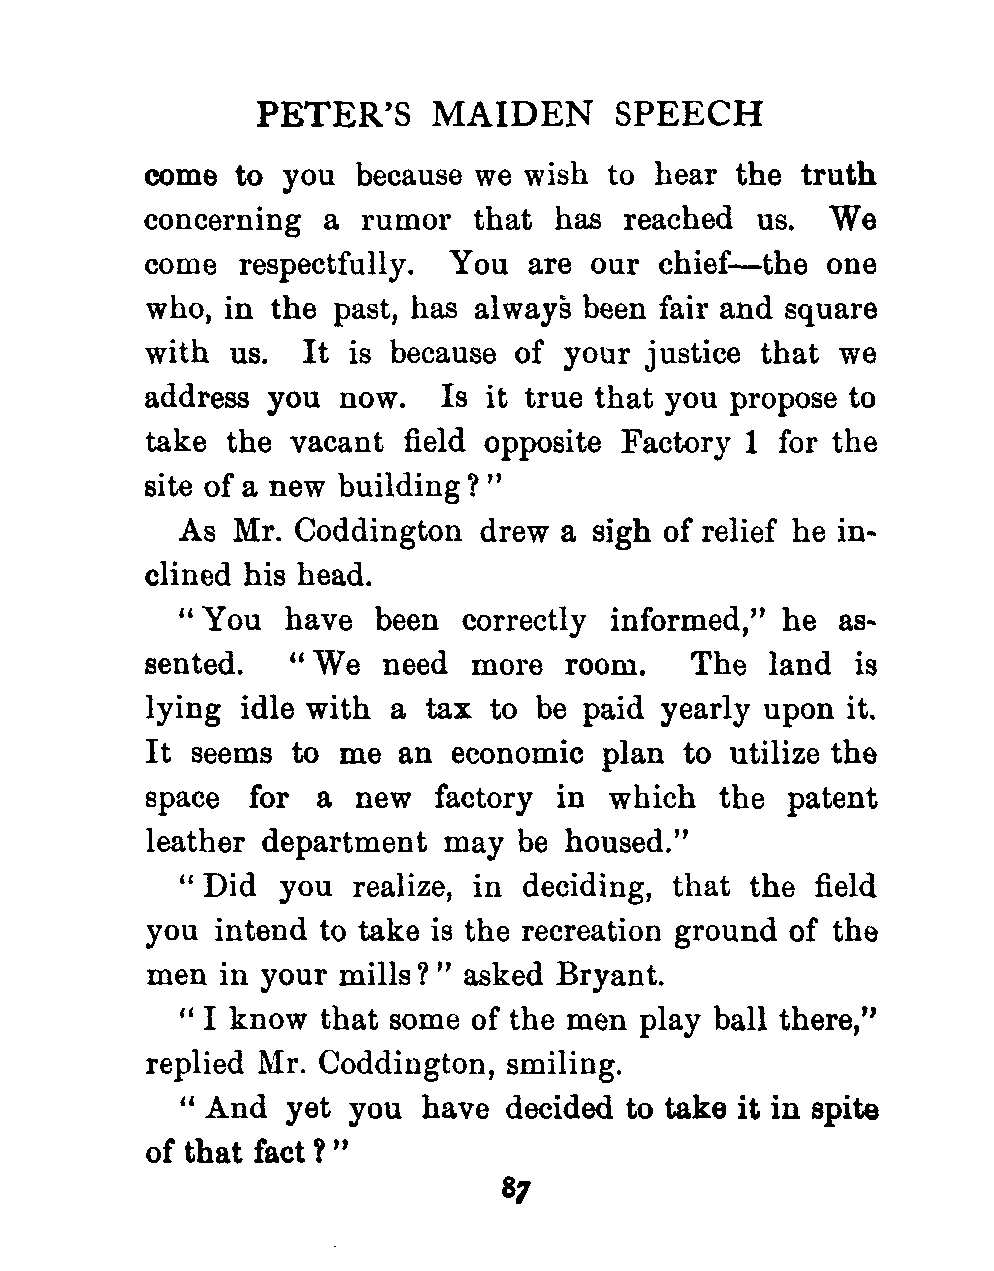 PETER'S MAIDEN SPEECH
come to you because we wish to hear the truth
concerning a rumor that has reached us. We
come respectfully. You are our chief—the one
who, in the past, has always been fair and square
with us. It is because of your justice that we
address you now. Is it true that you propose to
take the vacant field opposite Factory 1 for the
site of a new building?"
As Mr. Coddington drew a sigh of relief he in-
clined his head.
"You have been correctly informed," he as-
sented. "We need more room. The land is
lying idle with a tax to be paid yearly upon it.
It seems to me an economic plan to utilize the
space for a new factory in which the patent
leather department may be housed."
"Did you realize, in deciding, that the field
you intend to take is the recreation ground of the
men in your mills?" asked Bryant.
"I know that some of the men play ball there,"
replied Mr. Coddington, smiling.
"And yet you have decided to take it in spite
of that fact?"
87